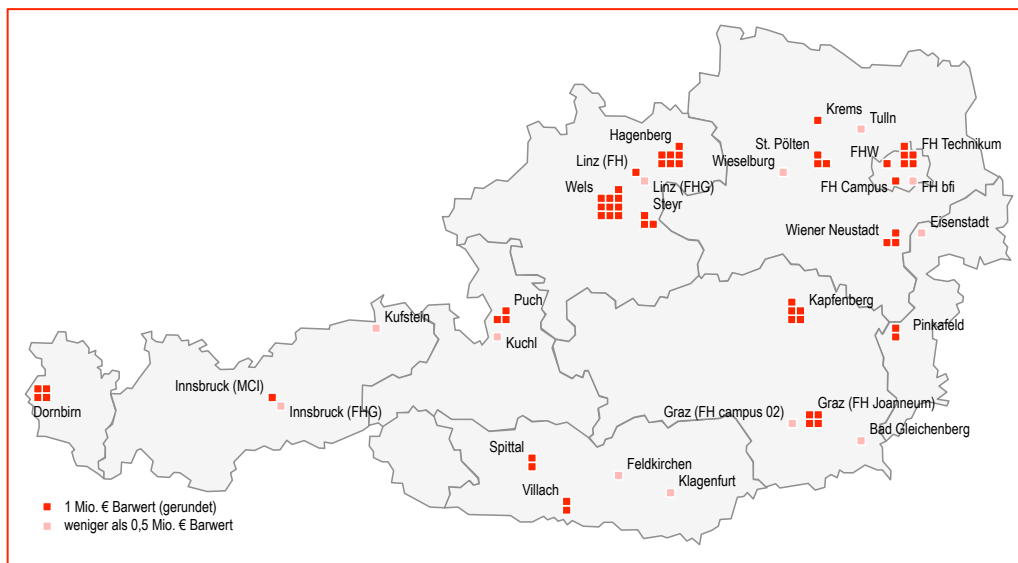 Krems
Tulln
Hagenberg
St. Pölten
FHW
FH Technikum
Linz (FH)
Wieselburg
Wels
Linz (FHG)
FH Campus
FH bfi
Steyr
Eisenstadt
Wiener Neustadt
Puch
Kapfenberg
Kufstein
Pinkafeld
Kuchl
Innsbruck (MCI)
Dornbirn
Innsbruck (FHG)
Graz (FH campus 02)
Graz (FH Joanneum)
Bad Gleichenberg
Spittal
Feldkirchen
Klagenfurt
Villach
1 Mio. € Barwert (gerundet)
weniger als 0,5 Mio. € Barwert